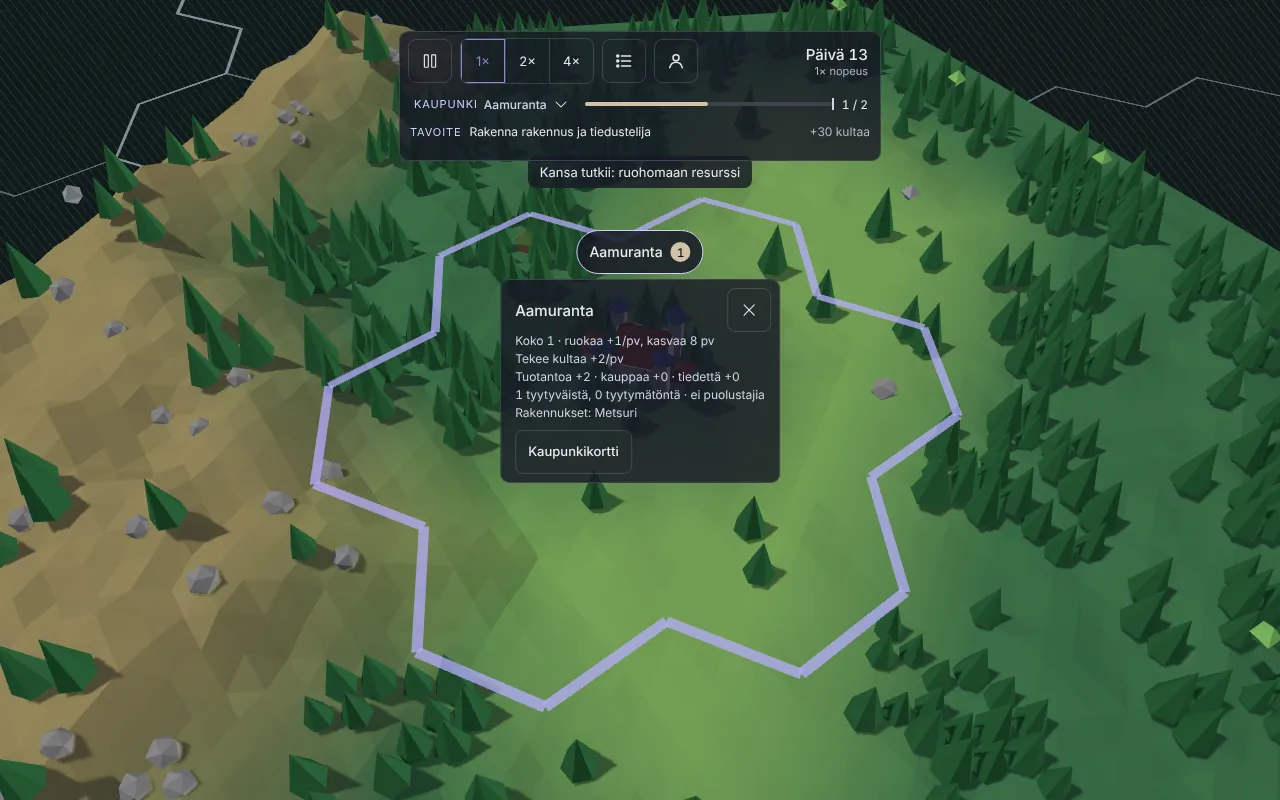 1× 2× 4× Päivä 13
1× nopeus
KAUPUNKI Aamuranta 1 / 2
TAVOITE Rakenna rakennus ja tiedustelija +30 kultaa
Kansa tutkii: ruohomaan resurssi
Aamuranta 1
Aamuranta
Koko 1 · ruokaa +1/pv, kasvaa 8 pv
Tekee kultaa +2/pv
Tuotantoa +2 · kauppaa +0 · tiedettä +0
1 tyytyväistä, 0 tyytymätöntä · ei puolustajia
Rakennukset: Metsuri
Kaupunkikortti